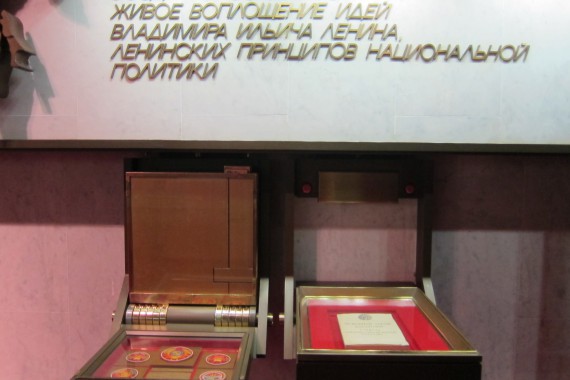 ЖИВОЕ ВОПЛОЩЕНИЕ ИДЕЙ
ВЛАДИМИРА ИЛЬИЧА ЛЕНИНА,
ЛЕНИНСКИХ ПРИНЦИПОВ НАЦИОНАЛЬНОЙ
ПОЛИТИКИ